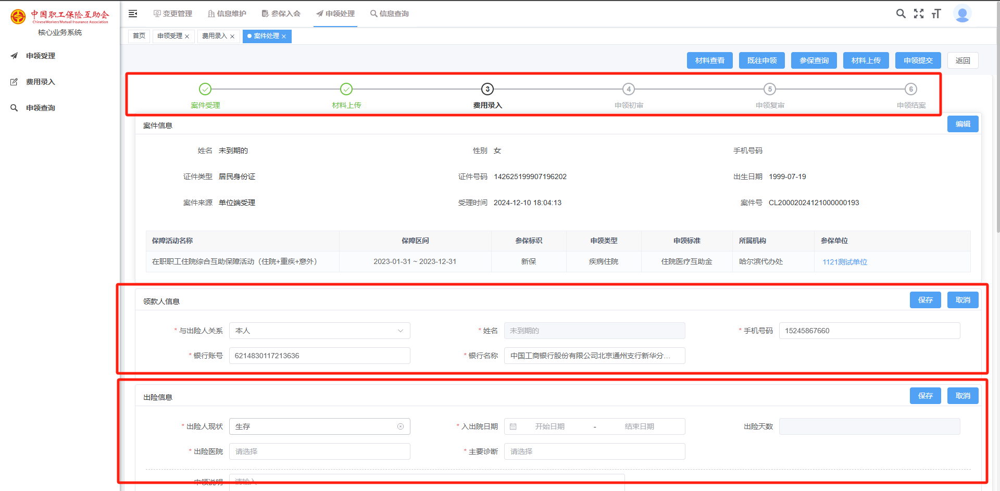 中国职工保险互助会
ChineseWorkers'Mutual Insurance Association
核心业务系统
申领受理
费用录入
申领查询
变更管理 信息维护 参保入会 申领处理 信息查询
首页 申领受理 费用录入 案件处理
材料查看 既往申领 参保查询 材料上传 申领提交 返回
3 4 5 6
案件受理 材料上传 费用录入 申领初审 申领复审 申领结案
案件信息 编辑
姓名 未到期的 性别 女 手机号码
证件类型 居民身份证 证件号码 142625199907196202 出生日期 1999-07-19
案件来源 单位端受理 受理时间 2024-12-10 18:04:13 案件号 CL20002024121000000193
保障活动名称 保障区间 参保标识 申领类型 申领标准 所属机构 参保单位
在职职工住院综合互助保障活动（住院+重疾+意外） 2023-01-31 ~ 2023-12-31 新保 疾病住院 住院医疗互助金 哈尔滨代办处 1121测试单位
领款人信息 保存 取消
* 与出险人关系 本人 * 姓名 未到期的 * 手机号码 15245867660
* 银行账号 6214830117213636 * 银行名称 中国工商银行股份有限公司北京通州支行新华分...
出险信息 保存 取消
* 出险人现状 生存 * 入出院日期 开始日期 - 结束日期 出险天数
* 出险医院 请选择 * 主要诊断 请选择
申领说明 请输入